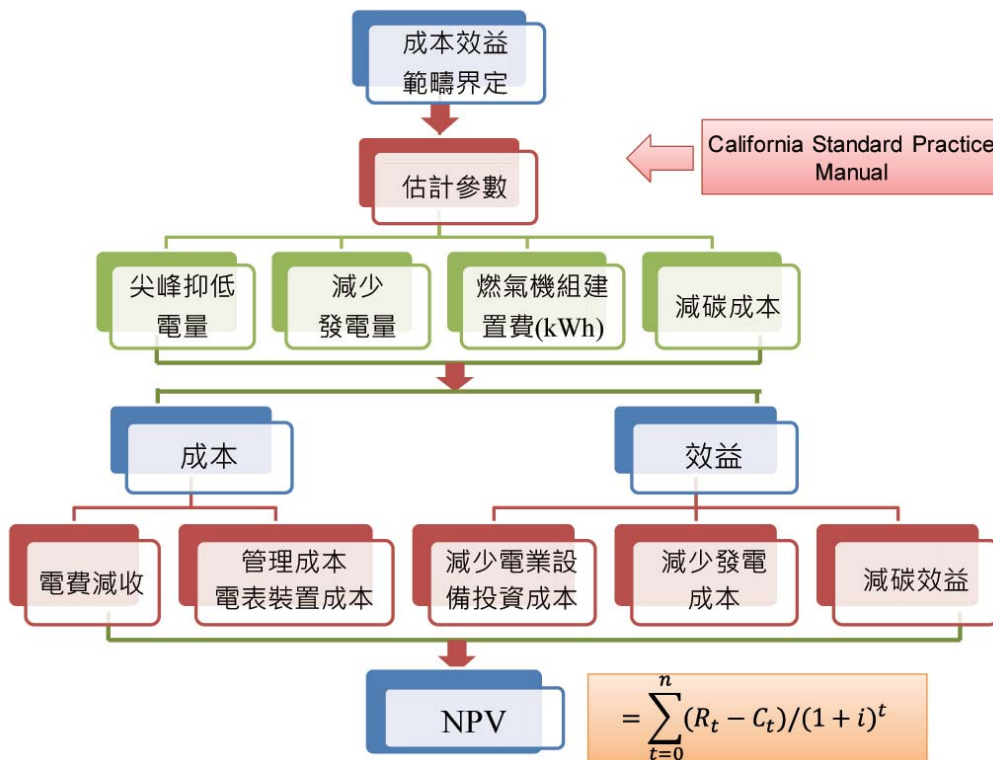 成本效益
範疇界定
California Standard Practice
Manual
估計參數
尖峰抑低
電量
減少
發電量
燃氣機組建
置費(kWh)
減碳成本
成本
效益
電費減收
管理成本
電表裝置成本
減少電業設
備投資成本
減少發電
成本
減碳效益
NPV
= \sum_{t=0}^{n} (R_t − C_t)/(1 + i)^t